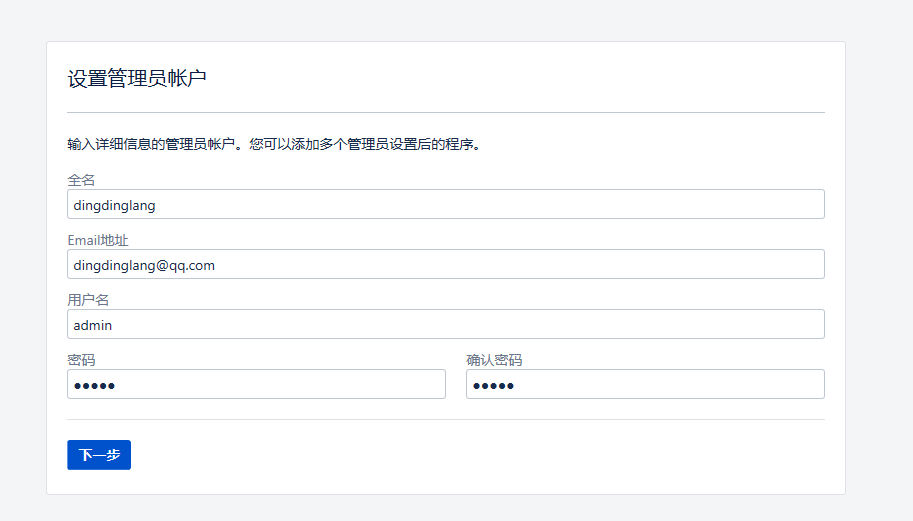 设置管理员帐户
输入详细信息的管理员帐户。您可以添加多个管理员设置后的程序。
全名
dingdinglang
Email地址
dingdinglang@qq.com
用户名
admin
密码 确认密码
●●●●● ●●●●●
下一步